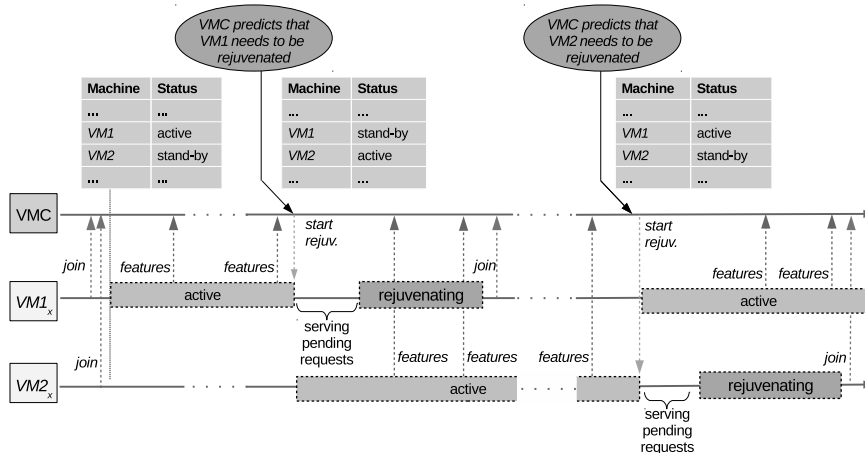 VMC predicts that
VM1 needs to be
rejuvenated
VMC predicts that
VM2 needs to be
rejuvenated
Machine Status
... ...
VM1 active
VM2 stand-by
... ...
Machine Status
... ...
VM1 stand-by
VM2 active
... ...
Machine Status
... ...
VM1 active
VM2 stand-by
... ...
VMC
start
rejuv.
start
rejuv.
join
features
features
join
features
features
VM1x
active
rejuvenating
active
serving
pending
requests
join
features
features
features
join
VM2x
active
rejuvenating
serving
pending
requests